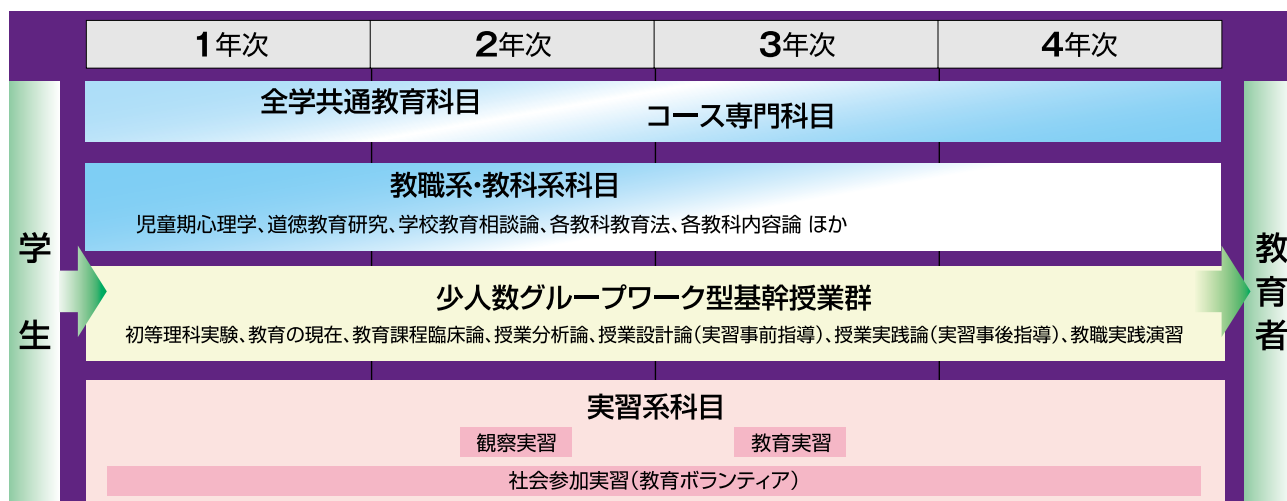 1年次 2年次 3年次 4年次
学生
全学共通教育科目
コース専門科目
教職系・教科系科目
児童期心理学、道徳教育研究、学校教育相談論、各教科教育法、各教科内容論 ほか
少人数グループワーク型基幹授業群
初等理科実験、教育の現在、教育課程臨床論、授業分析論、授業設計論(実習事前指導)、授業実践論(実習事後指導)、教職実践演習
実習系科目
観察実習 教育実習
社会参加実習(教育ボランティア)
教育者